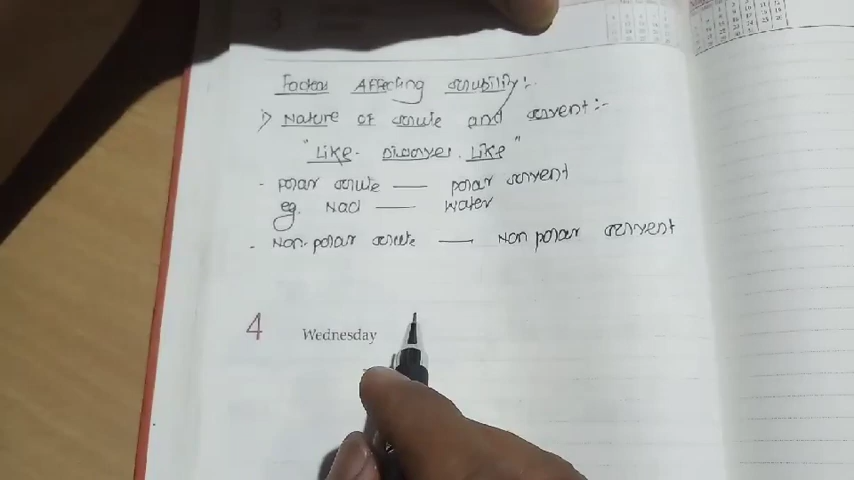 Factors Affecting solubility:-
i) Nature of solute and solvent :-
"Like dissolves Like"
- polar solute — polar solvent
eg. Nacl — water
- Non-polar solute — Non polar solvent
4 Wednesday